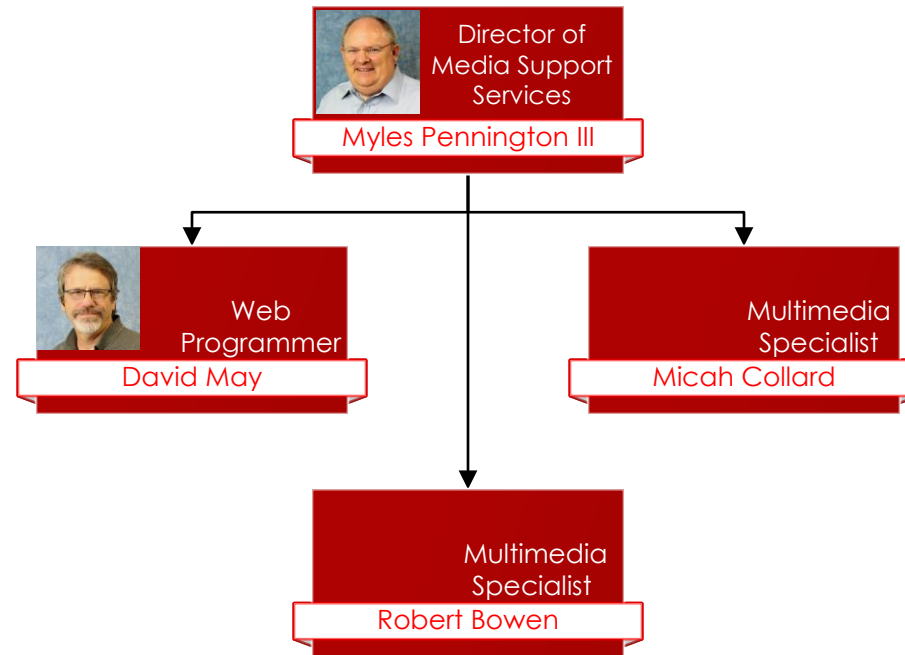 Director of
Media Support
Services
Myles Pennington III
Web
Programmer
David May
Multimedia
Specialist
Micah Collard
Multimedia
Specialist
Robert Bowen